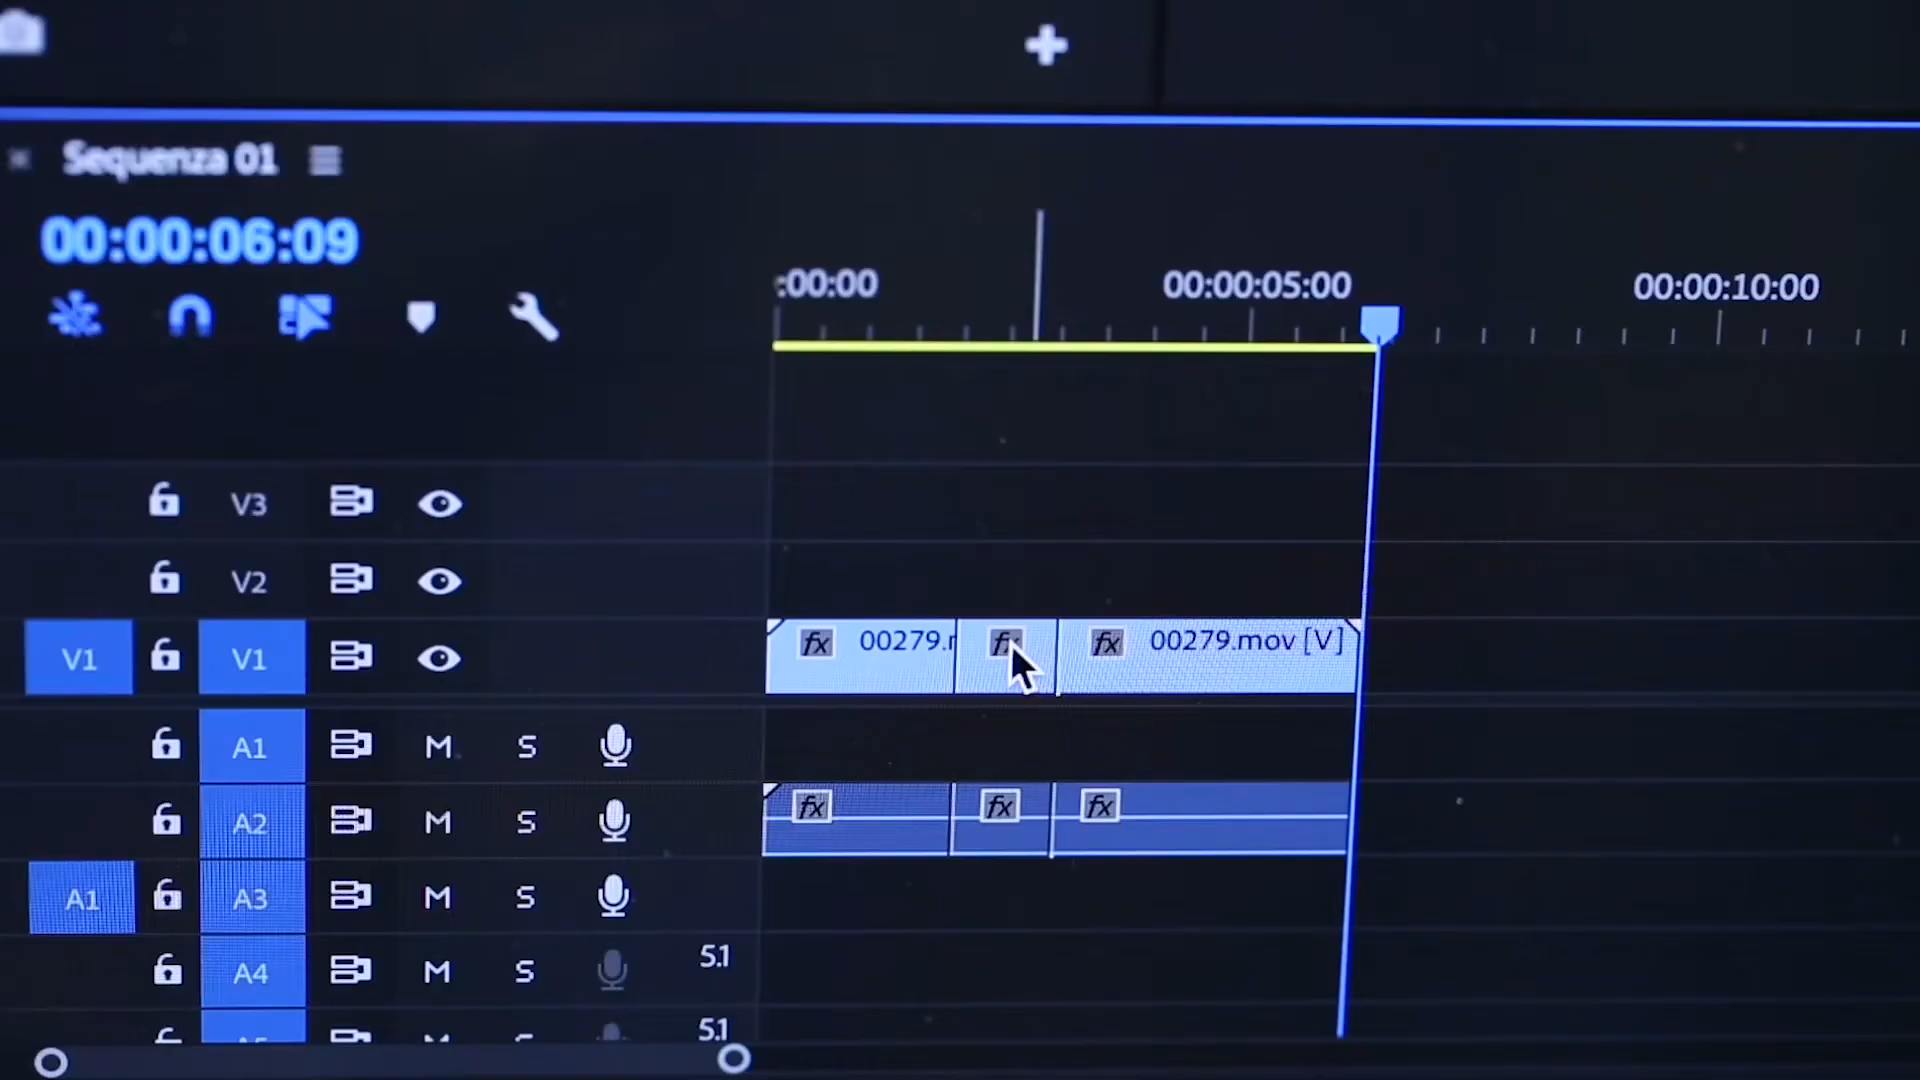 Sequenza 01
00:00:06:09
:00:00 00:00:05:00 00:00:10:00
V3
V2
V1 V1 fx 00279. fx fx 00279.mov [V]
A1 M S
A2 M S fx fx fx
A1 A3 M S
A4 M S 5.1
5.1